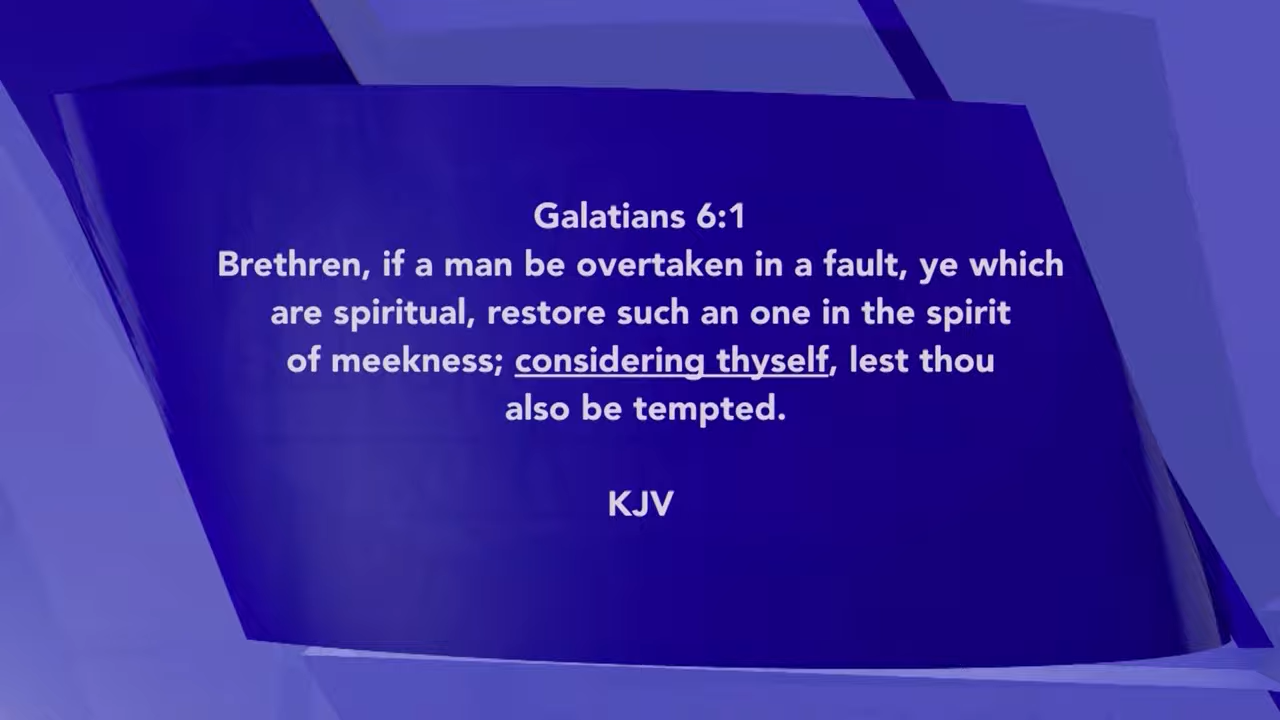 Galatians 6:1
Brethren, if a man be overtaken in a fault, ye which
are spiritual, restore such an one in the spirit
of meekness; considering thyself, lest thou
also be tempted.
KJV